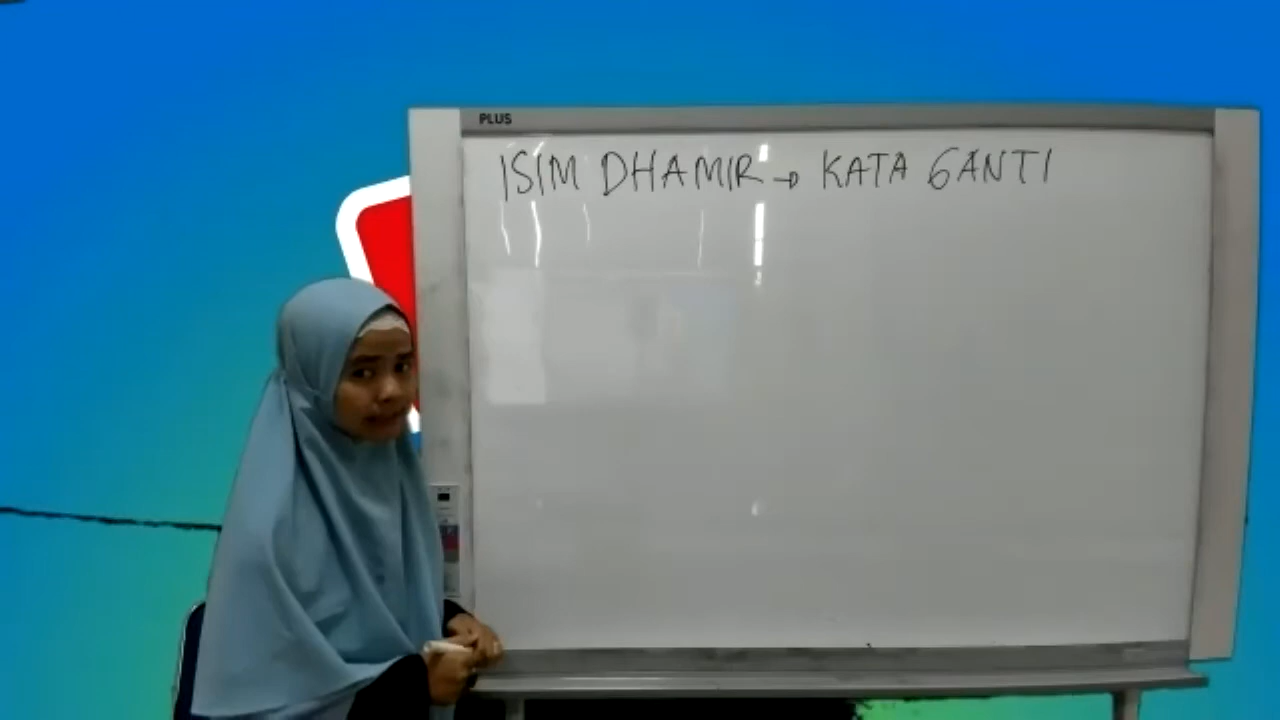 PLUS
ISIM DHAMIR → KATA GANTI